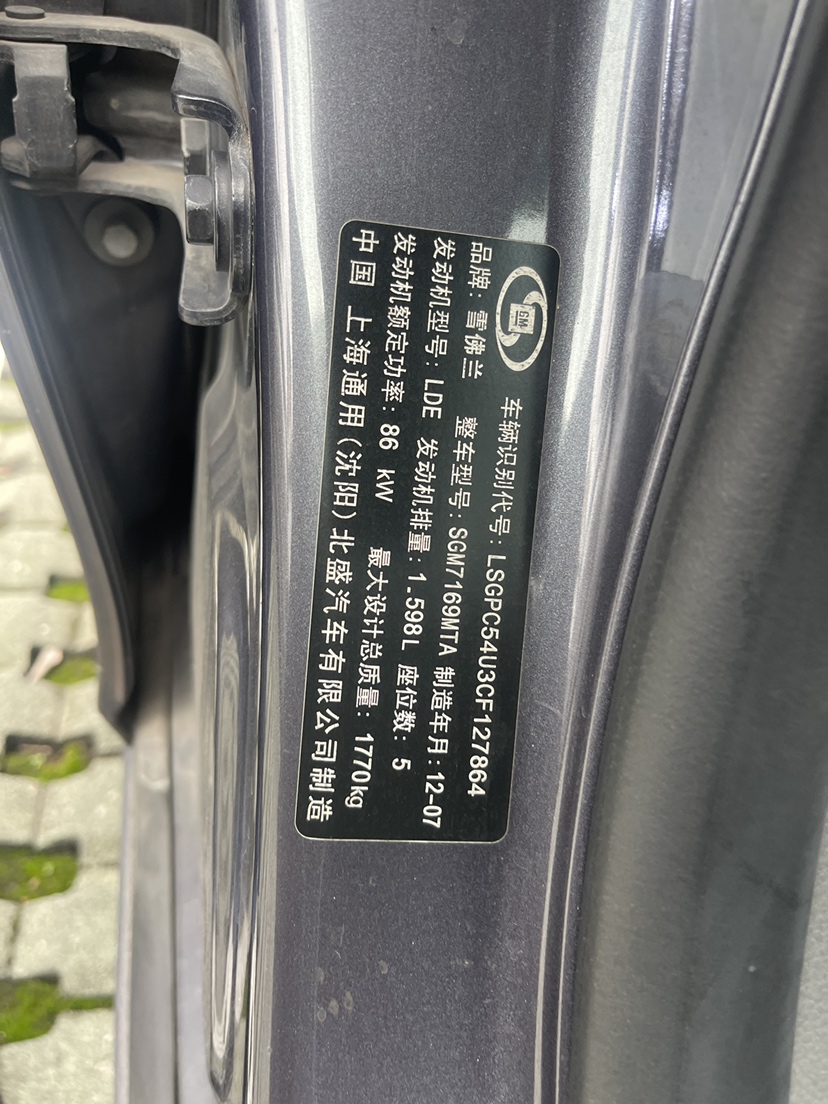 GM
车辆识别代号: LSGPC54U3CF127864
品牌: 雪佛兰 整车型号: SGM7169MTA 制造年月: 12-07
发动机型号: LDE 发动机排量: 1.598L 座位数: 5
发动机额定功率: 86 kW 最大设计总质量: 1770kg
中国 上海通用(沈阳)北盛汽车有限公司制造